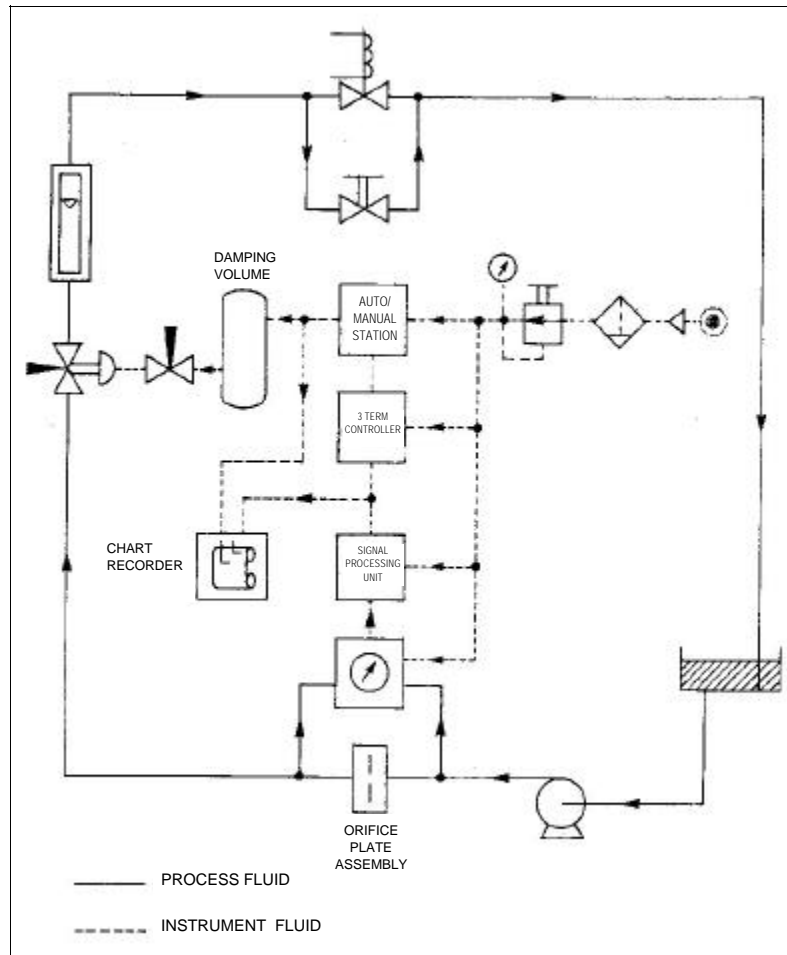 DAMPING
VOLUME
AUTO/
MANUAL
STATION
3 TERM
CONTROLLER
CHART
RECORDER
SIGNAL
PROCESSING
UNIT
ORIFICE
PLATE
ASSEMBLY
PROCESS FLUID
INSTRUMENT FLUID